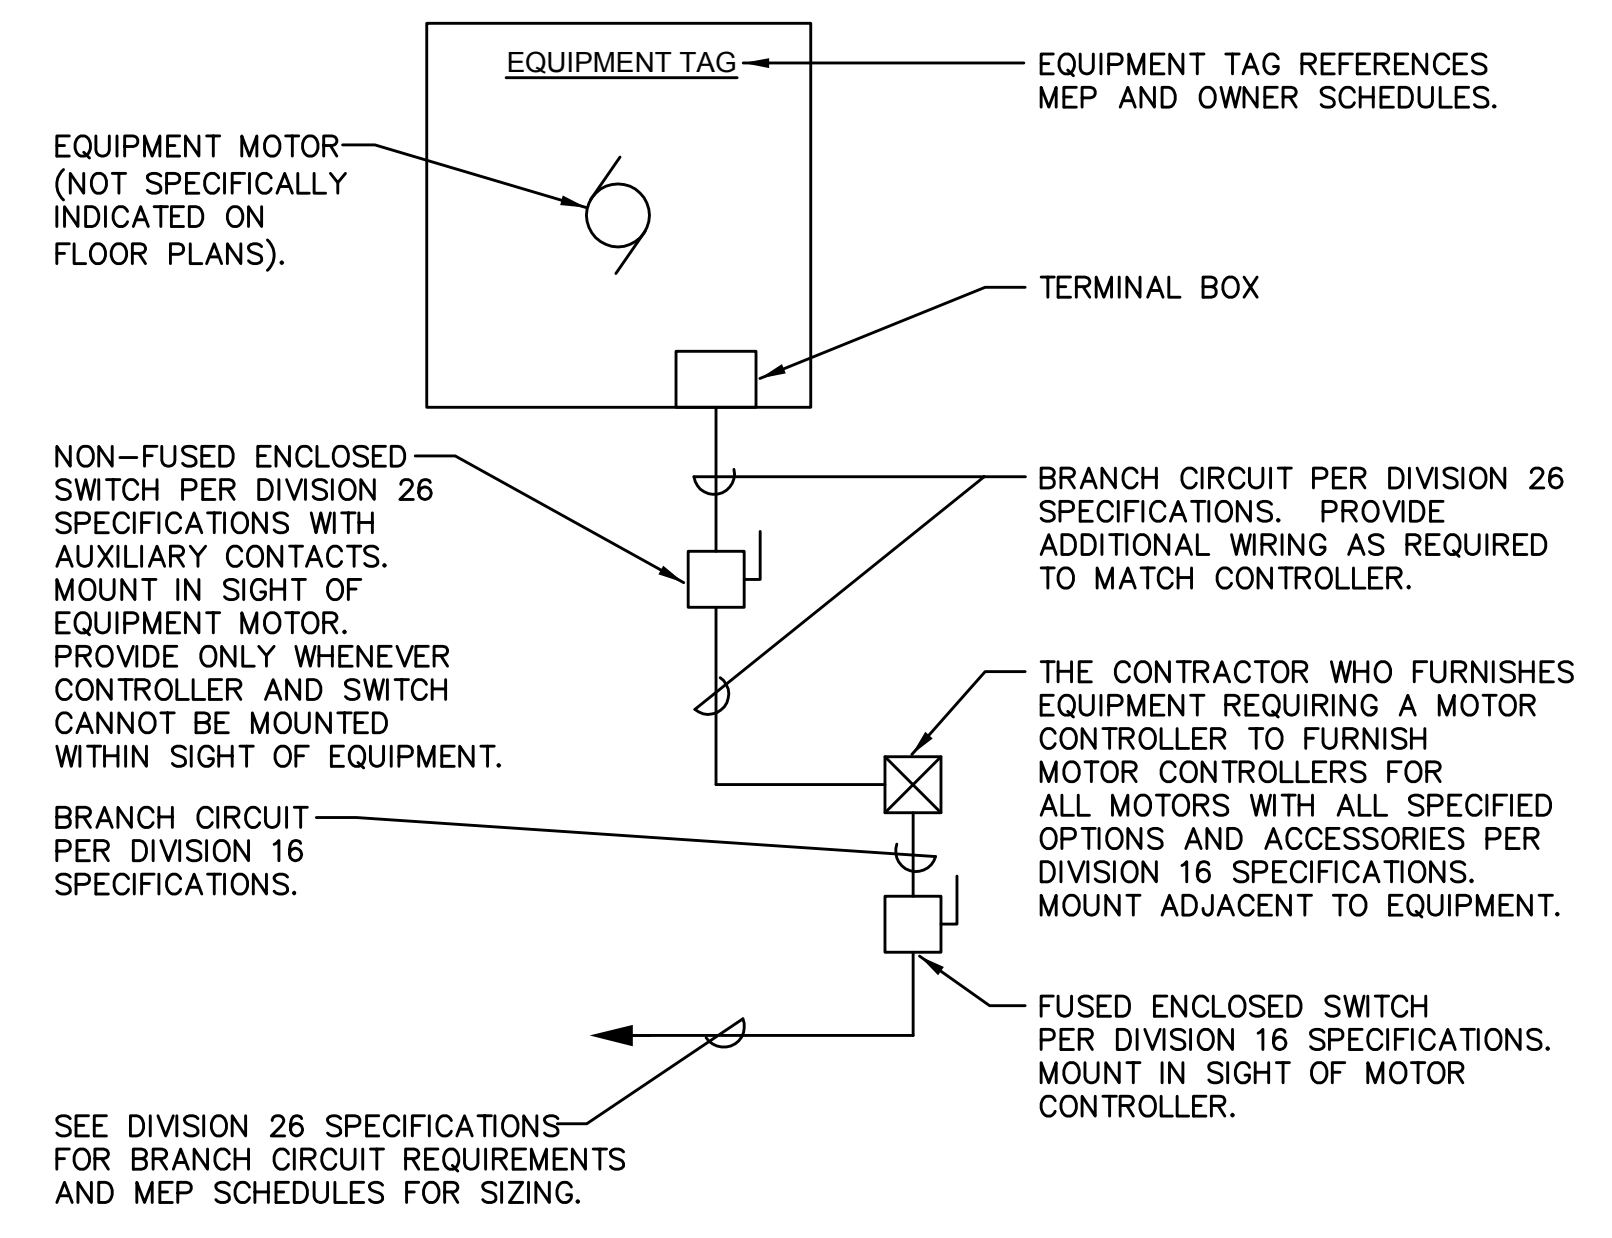 EQUIPMENT TAG
EQUIPMENT TAG REFERENCES
MEP AND OWNER SCHEDULES.
EQUIPMENT MOTOR
(NOT SPECIFICALLY
INDICATED ON
FLOOR PLANS).
TERMINAL BOX
NON-FUSED ENCLOSED
SWITCH PER DIVISION 26
SPECIFICATIONS WITH
AUXILIARY CONTACTS.
MOUNT IN SIGHT OF
EQUIPMENT MOTOR.
PROVIDE ONLY WHENEVER
CONTROLLER AND SWITCH
CANNOT BE MOUNTED
WITHIN SIGHT OF EQUIPMENT.
BRANCH CIRCUIT PER DIVISION 26
SPECIFICATIONS. PROVIDE
ADDITIONAL WIRING AS REQUIRED
TO MATCH CONTROLLER.
THE CONTRACTOR WHO FURNISHES
EQUIPMENT REQUIRING A MOTOR
CONTROLLER TO FURNISH
MOTOR CONTROLLERS FOR
ALL MOTORS WITH ALL SPECIFIED
OPTIONS AND ACCESSORIES PER
DIVISION 16 SPECIFICATIONS.
MOUNT ADJACENT TO EQUIPMENT.
BRANCH CIRCUIT
PER DIVISION 16
SPECIFICATIONS.
FUSED ENCLOSED SWITCH
PER DIVISION 16 SPECIFICATIONS.
MOUNT IN SIGHT OF MOTOR
CONTROLLER.
SEE DIVISION 26 SPECIFICATIONS
FOR BRANCH CIRCUIT REQUIREMENTS
AND MEP SCHEDULES FOR SIZING.